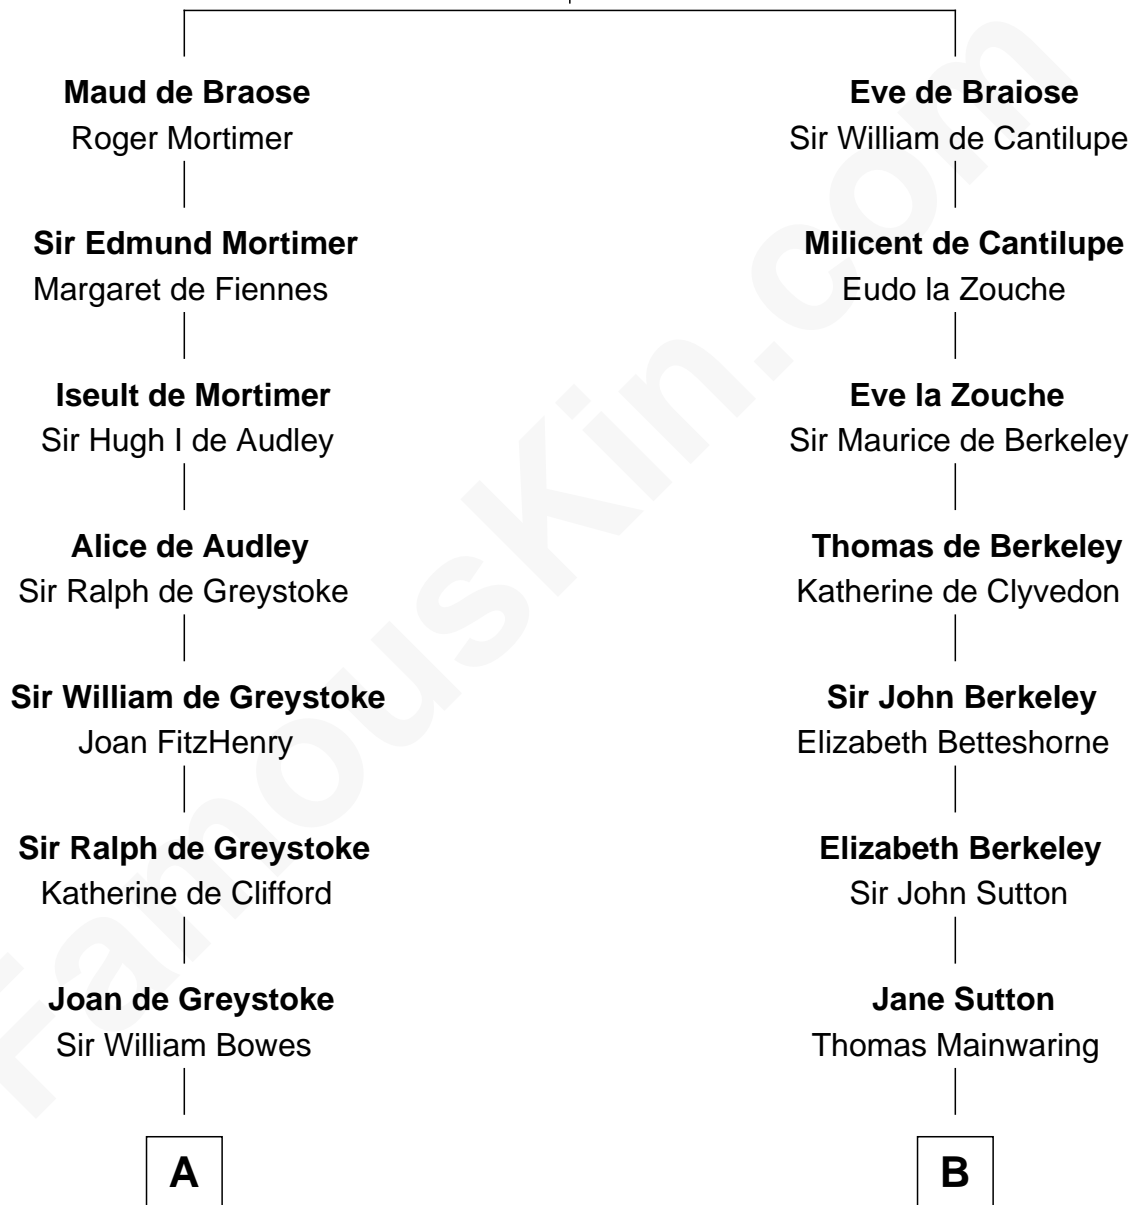 Maud de Braose
Roger Mortimer
Sir Edmund Mortimer
Margaret de Fiennes
Iseult de Mortimer
Sir Hugh I de Audley
Alice de Audley
Sir Ralph de Greystoke
Sir William de Greystoke
Joan FitzHenry
Sir Ralph de Greystoke
Katherine de Clifford
Joan de Greystoke
Sir William Bowes
A
Eve de Braiose
Sir William de Cantilupe
Milicent de Cantilupe
Eudo la Zouche
Eve la Zouche
Sir Maurice de Berkeley
Thomas de Berkeley
Katherine de Clyvedon
Sir John Berkeley
Elizabeth Betteshorne
Elizabeth Berkeley
Sir John Sutton
Jane Sutton
Thomas Mainwaring
B
FamousKin.com